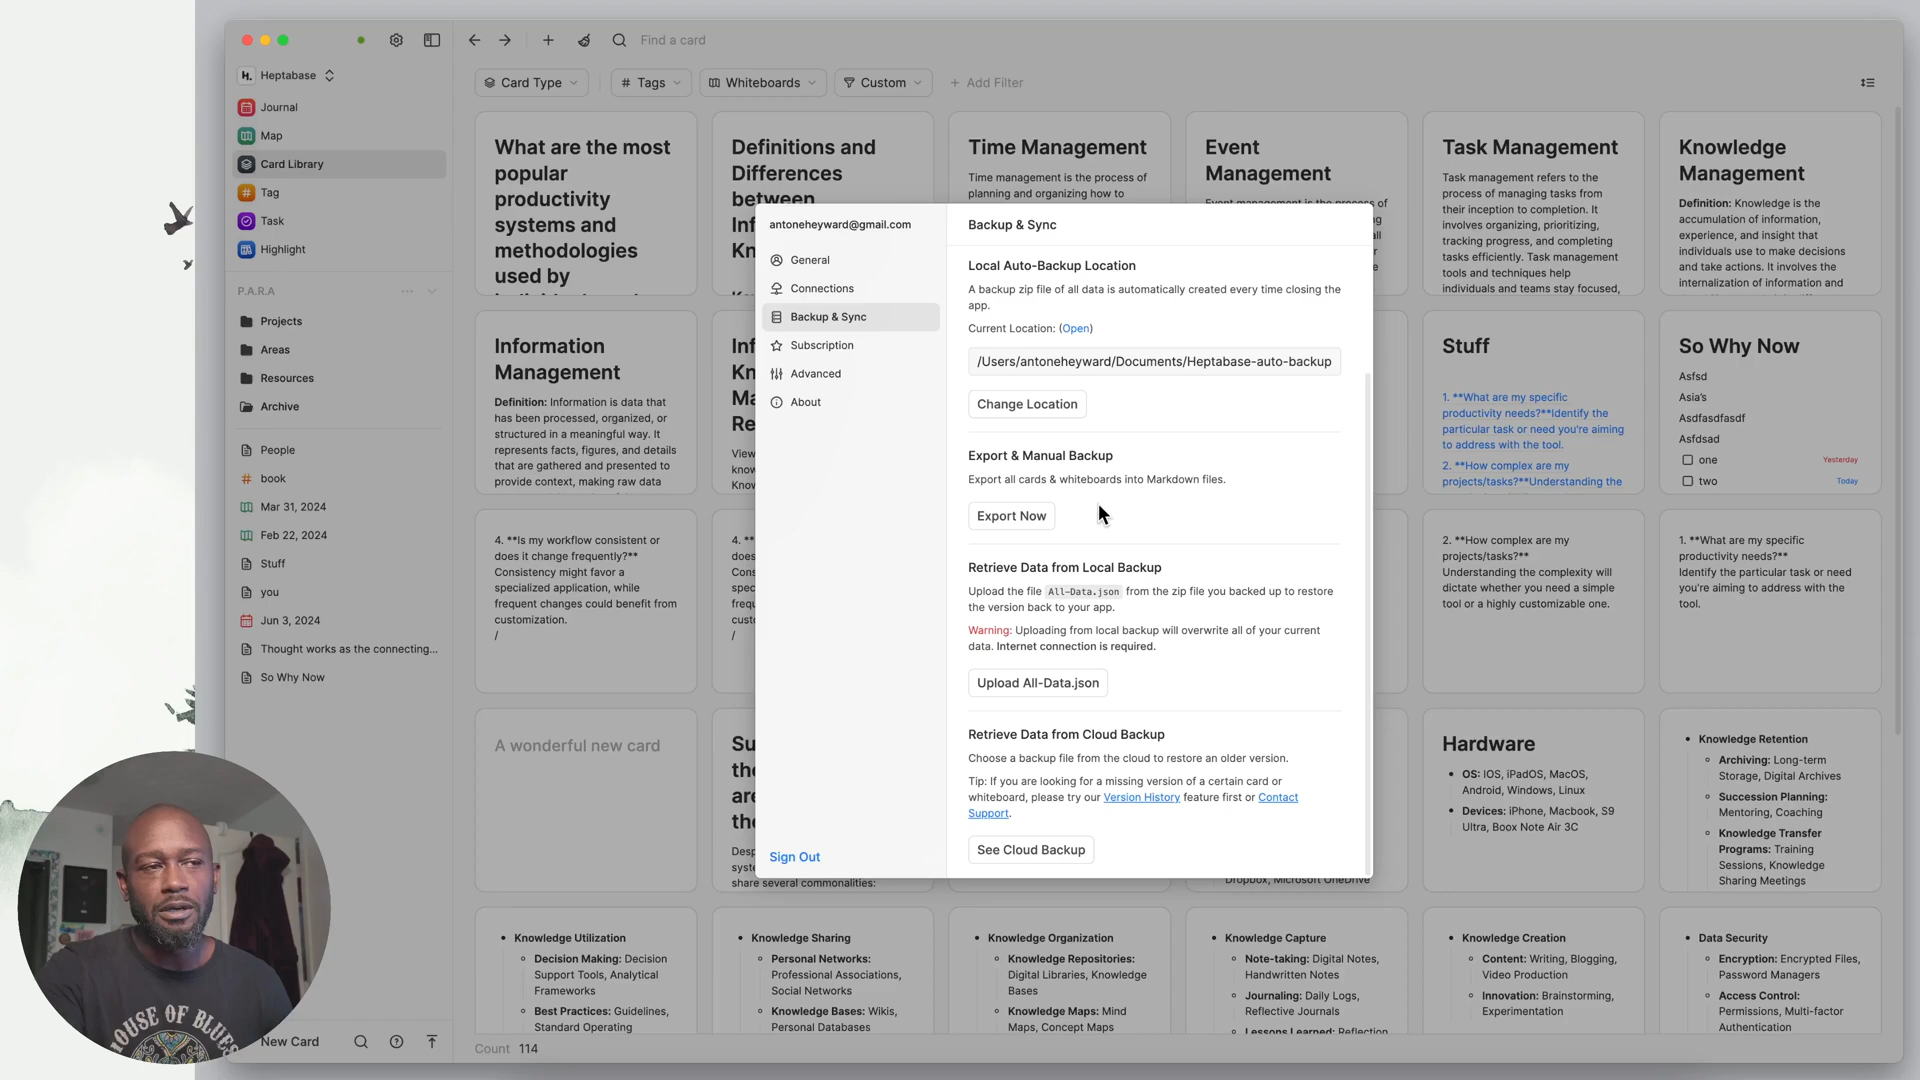 Find a card
H. Heptabase
Journal
Map
Card Library
Tag
Task
Highlight
P.A.R.A
Projects
Areas
Resources
Archive
People
book
Mar 31, 2024
Feb 22, 2024
Stuff
you
Jun 3, 2024
Thought works as the connecting...
So Why Now
New Card
Card Type
Tags
Whiteboards
Custom
+ Add Filter
What are the most
popular
productivity
systems and
methodologies
used by
Definitions and
Differences
between
Time Management
Time management is the process of
planning and organizing how to
Event
Management
Task Management
Task management refers to the
process of managing tasks from
their inception to completion. It
involves organizing, prioritizing,
tracking progress, and completing
tasks efficiently. Task management
tools and techniques help
individuals and teams stay focused,
Knowledge
Management
Definition: Knowledge is the
accumulation of information,
experience, and insight that
individuals use to make decisions
and take actions. It involves the
internalization of information and
antoneheyward@gmail.com
General
Connections
Backup & Sync
Subscription
Advanced
About
Sign Out
Backup & Sync
Local Auto-Backup Location
A backup zip file of all data is automatically created every time closing the
app.
Current Location: (Open)
/Users/antoneheyward/Documents/Heptabase-auto-backup
Change Location
Export & Manual Backup
Export all cards & whiteboards into Markdown files.
Export Now
Retrieve Data from Local Backup
Upload the file All-Data.json from the zip file you backed up to restore
the version back to your app.
Warning: Uploading from local backup will overwrite all of your current
data. Internet connection is required.
Upload All-Data.json
Retrieve Data from Cloud Backup
Choose a backup file from the cloud to restore an older version.
Tip: If you are looking for a missing version of a certain card or
whiteboard, please try our Version History feature first or Contact
Support.
See Cloud Backup
Information
Management
Definition: Information is data that
has been processed, organized, or
structured in a meaningful way. It
represents facts, figures, and details
that are gathered and presented to
provide context, making raw data
Stuff
1. **What are my specific
productivity needs?**Identify the
particular task or need you're aiming
to address with the tool.
2. **How complex are my
projects/tasks?**Understanding the
So Why Now
Asfsd
Asia's
Asdfasdfasdf
Asdfsad
one Yesterday
two Today
4. **Is my workflow consistent or
does it change frequently?**
Consistency might favor a
specialized application, while
frequent changes could benefit from
customization.
/
4. **
/
2. **How complex are my
projects/tasks?**
Understanding the complexity will
dictate whether you need a simple
tool or a highly customizable one.
1. **What are my specific
productivity needs?**
Identify the particular task or need
you're aiming to address with the
tool.
A wonderful new card
share several commonalities:
Dropbox, Microsoft OneDrive
Hardware
OS: IOS, iPadOS, MacOS,
Android, Windows, Linux
Devices: iPhone, Macbook, S9
Ultra, Boox Note Air 3C
Knowledge Retention
Archiving: Long-term
Storage, Digital Archives
Succession Planning:
Mentoring, Coaching
Knowledge Transfer
Programs: Training
Sessions, Knowledge
Sharing Meetings
Knowledge Utilization
Decision Making: Decision
Support Tools, Analytical
Frameworks
Best Practices: Guidelines,
Standard Operating
Knowledge Sharing
Personal Networks:
Professional Associations,
Social Networks
Knowledge Bases: Wikis,
Personal Databases
Knowledge Organization
Knowledge Repositories:
Digital Libraries, Knowledge
Bases
Knowledge Maps: Mind
Maps, Concept Maps
Knowledge Capture
Note-taking: Digital Notes,
Handwritten Notes
Journaling: Daily Logs,
Reflective Journals
Lessons Learned: Reflection
Knowledge Creation
Content: Writing, Blogging,
Video Production
Innovation: Brainstorming,
Experimentation
Data Security
Encryption: Encrypted Files,
Password Managers
Access Control:
Permissions, Multi-factor
Authentication
Count 114
HOUSE OF BLUES